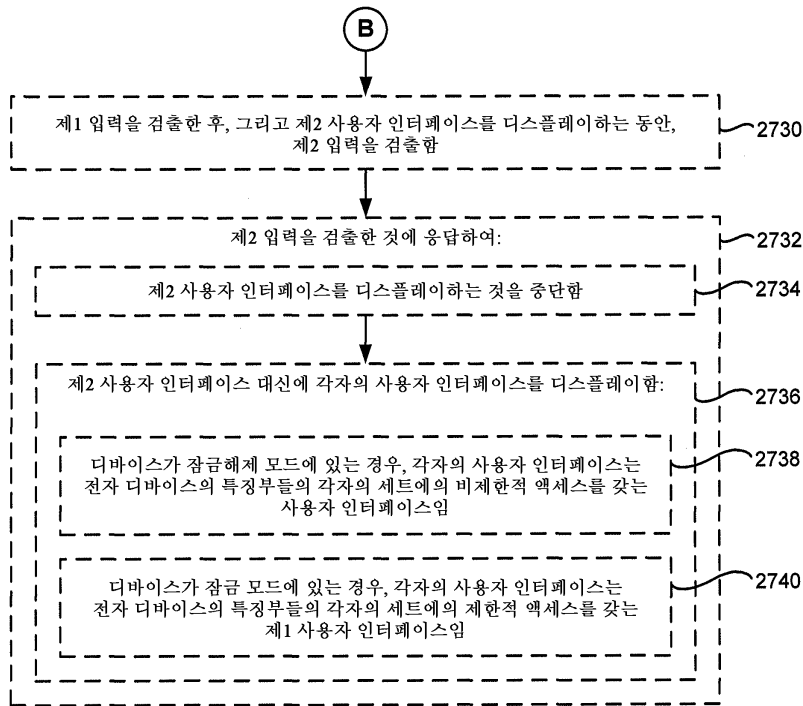 B
제1 입력을 검출한 후, 그리고 제2 사용자 인터페이스를 디스플레이하는 동안,
제2 입력을 검출함
2730
제2 입력을 검출한 것에 응답하여:
2732
제2 사용자 인터페이스를 디스플레이하는 것을 중단함
2734
제2 사용자 인터페이스 대신에 각자의 사용자 인터페이스를 디스플레이함:
2736
디바이스가 잠금해제 모드에 있는 경우, 각자의 사용자 인터페이스는
전자 디바이스의 특징부들의 각자의 세트에의 비제한적 액세스를 갖는
사용자 인터페이스임
2738
디바이스가 잠금 모드에 있는 경우, 각자의 사용자 인터페이스는
전자 디바이스의 특징부들의 각자의 세트에의 제한적 액세스를 갖는
제1 사용자 인터페이스임
2740